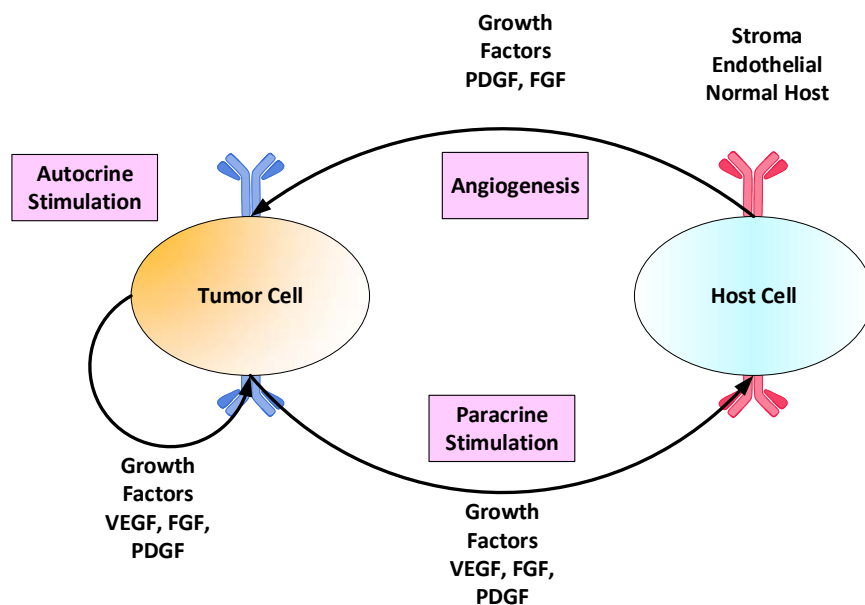 Growth
Factors
PDGF, FGF
Stroma
Endothelial
Normal Host
Autocrine
Stimulation
Angiogenesis
Tumor Cell
Host Cell
Paracrine
Stimulation
Growth
Factors
VEGF, FGF,
PDGF
Growth
Factors
VEGF, FGF,
PDGF